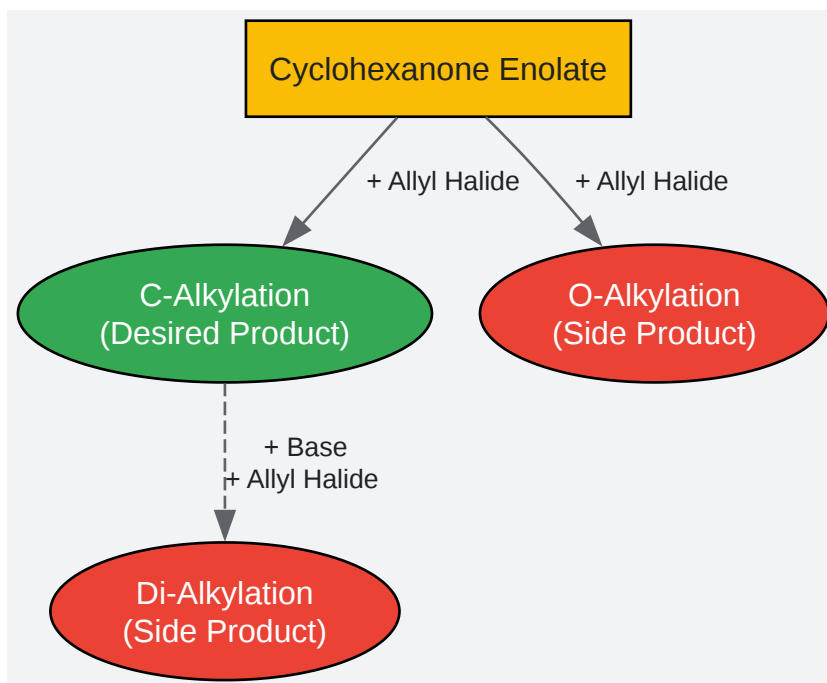 Cyclohexanone Enolate
+ Allyl Halide
+ Allyl Halide
C-Alkylation
(Desired Product)
O-Alkylation
(Side Product)
+ Base
+ Allyl Halide
Di-Alkylation
(Side Product)